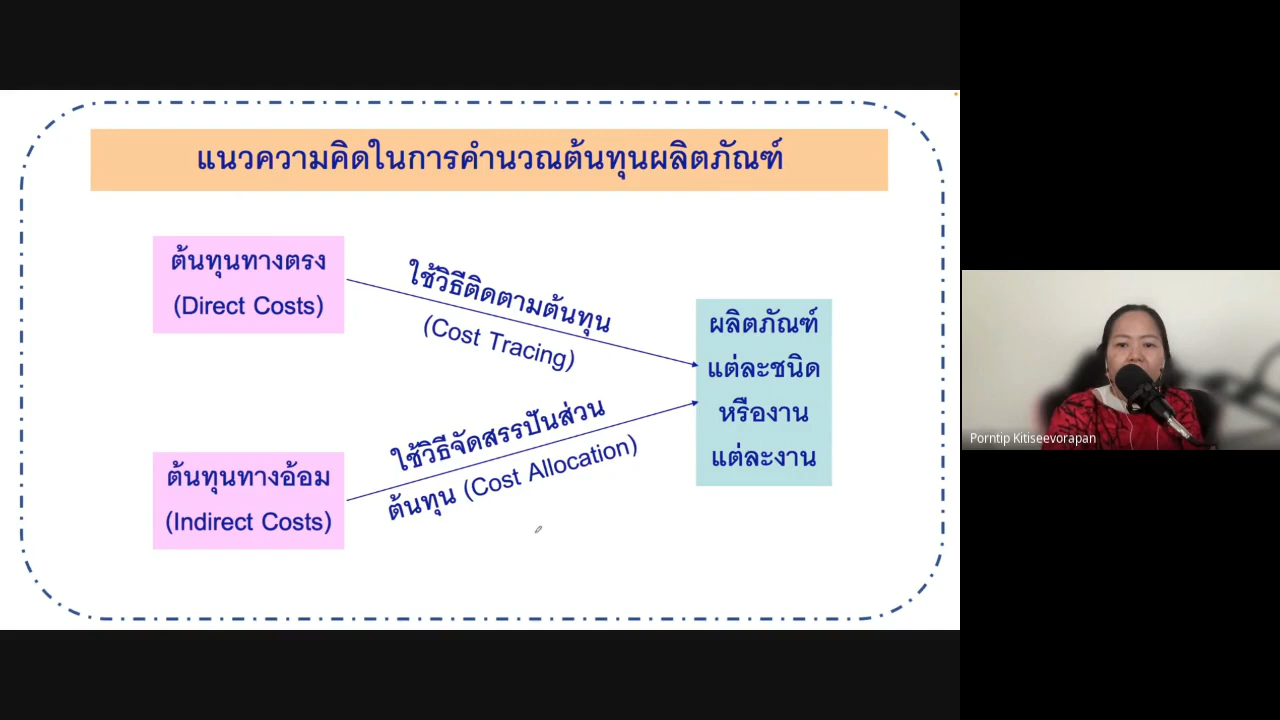 แนวความคิดในการคำนวณต้นทุนผลิตภัณฑ์
ต้นทุนทางตรง
(Direct Costs)
ใช้วิธีติดตามต้นทุน
(Cost Tracing)
ต้นทุนทางอ้อม
(Indirect Costs)
ใช้วิธีจัดสรรปันส่วน
ต้นทุน (Cost Allocation)
ผลิตภัณฑ์
แต่ละชนิด
หรืองาน
แต่ละงาน
Porntip Kitiseevorapan